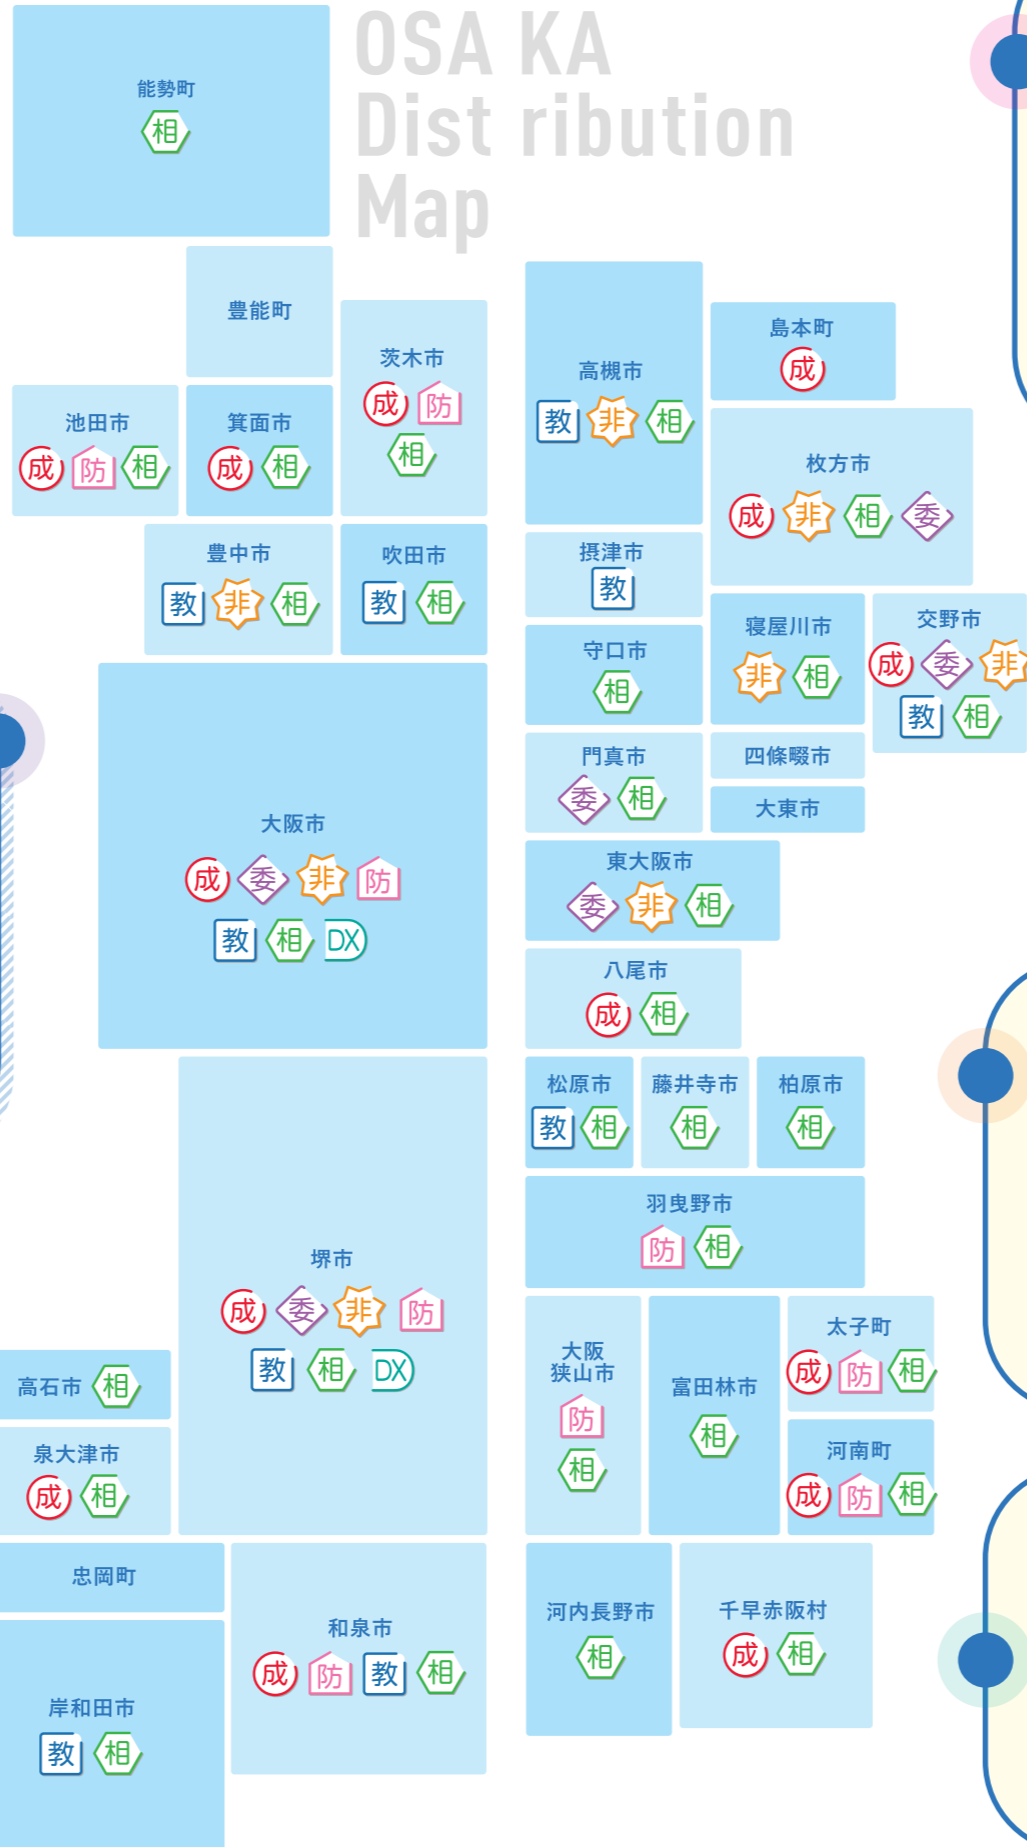 OSA KA
Dist ribution
Map
能勢町
相
豊能町
茨木市
成 防
相
池田市
成 防 相
箕面市
成 相
豊中市
教 非 相
吹田市
教 相
大阪市
成 委 非 防
教 相 DX
堺市
成 委 非 防
教 相 DX
高石市 相
泉大津市
成 相
忠岡町
岸和田市
教 相
和泉市
成 防 教 相
高槻市
教 非 相
島本町
成
枚方市
成 非 相 委
摂津市
教
守口市
相
寝屋川市
非 相
交野市
成 委 非
教 相
門真市
委 相
四條畷市
大東市
東大阪市
委 非 相
八尾市
成 相
松原市
教 相
藤井寺市
相
柏原市
相
羽曳野市
防 相
大阪
狭山市
防
相
富田林市
相
太子町
成 防 相
河南町
成 防 相
河内長野市
相
千早赤阪村
成 相